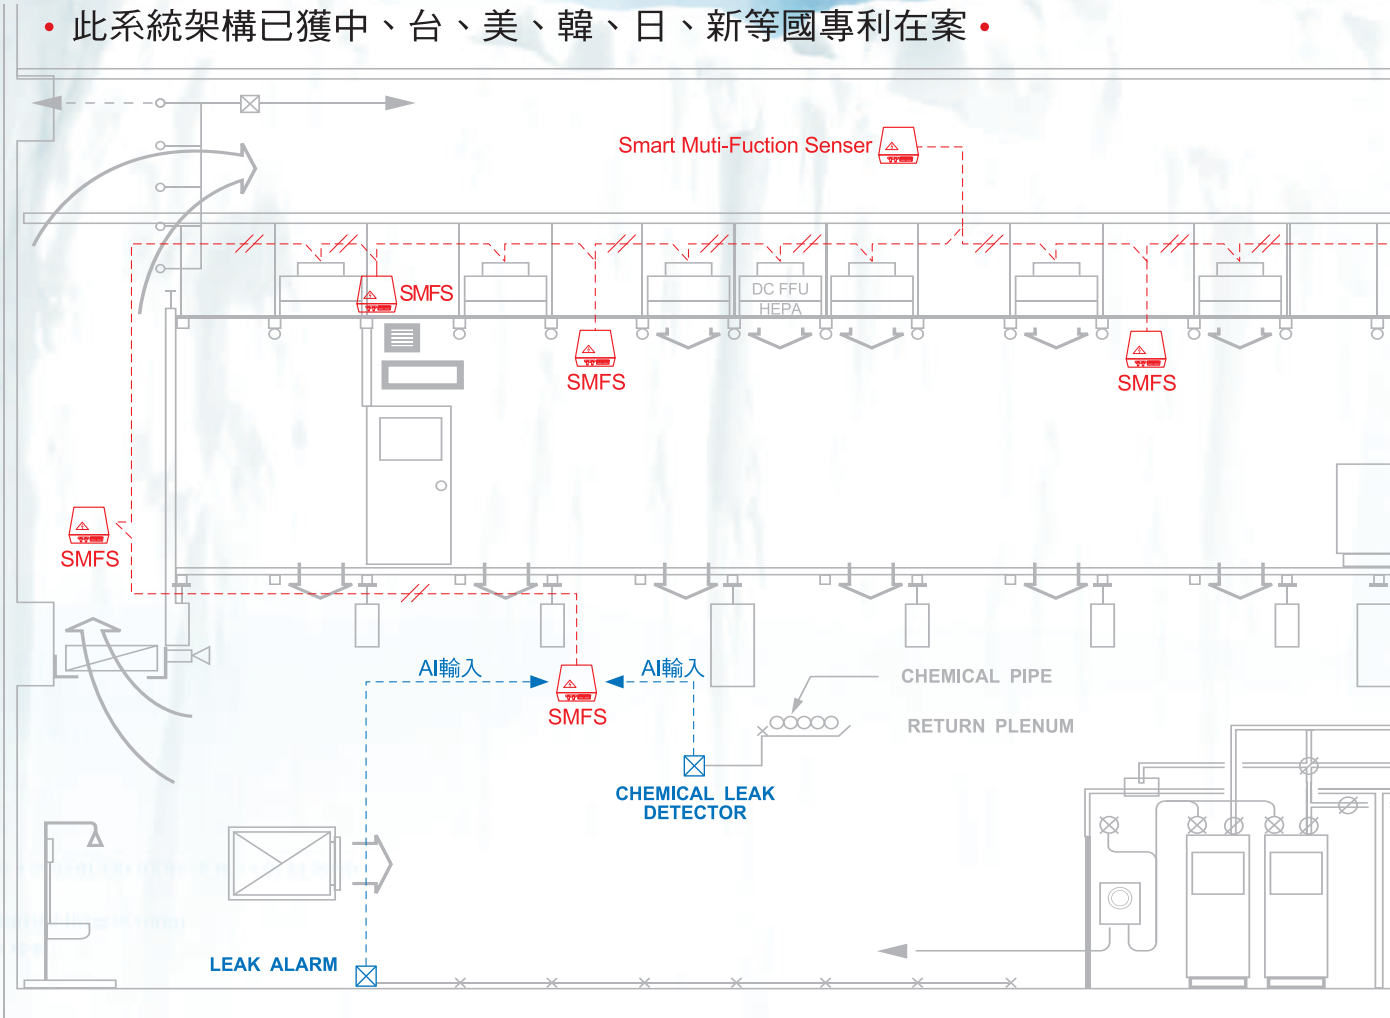 • 此系統架構已獲中、台、美、韓、日、新等國專利在案 •
Smart Muti-Fuction Senser
SMFS
DC FFU
HEPA
SMFS
SMFS
SMFS
AI輸入
AI輸入
SMFS
CHEMICAL PIPE
RETURN PLENUM
CHEMICAL LEAK
DETECTOR
LEAK ALARM